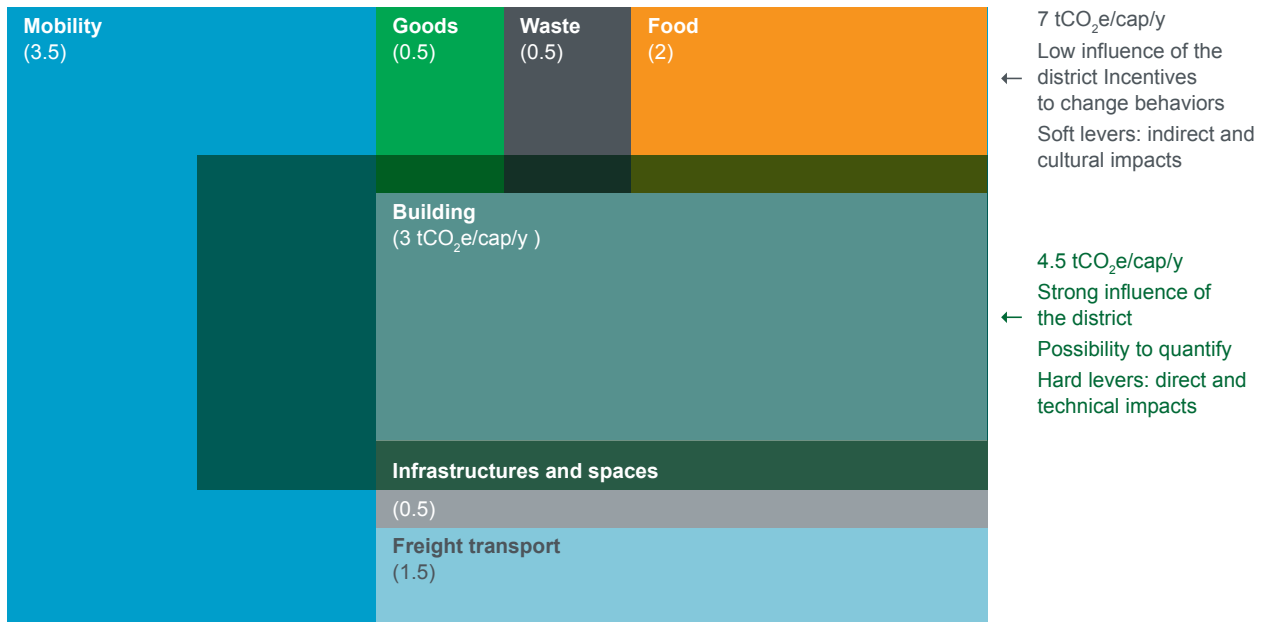 Mobility
(3.5)
Goods
(0.5)
Waste
(0.5)
Food
(2)
Building
(3 tCO₂e/cap/y )
Infrastructures and spaces
(0.5)
Freight transport
(1.5)
7 tCO₂e/cap/y
← Low influence of the
district Incentives
to change behaviors
Soft levers: indirect and
cultural impacts
4.5 tCO₂e/cap/y
Strong influence of
← the district
Possibility to quantify
Hard levers: direct and
technical impacts